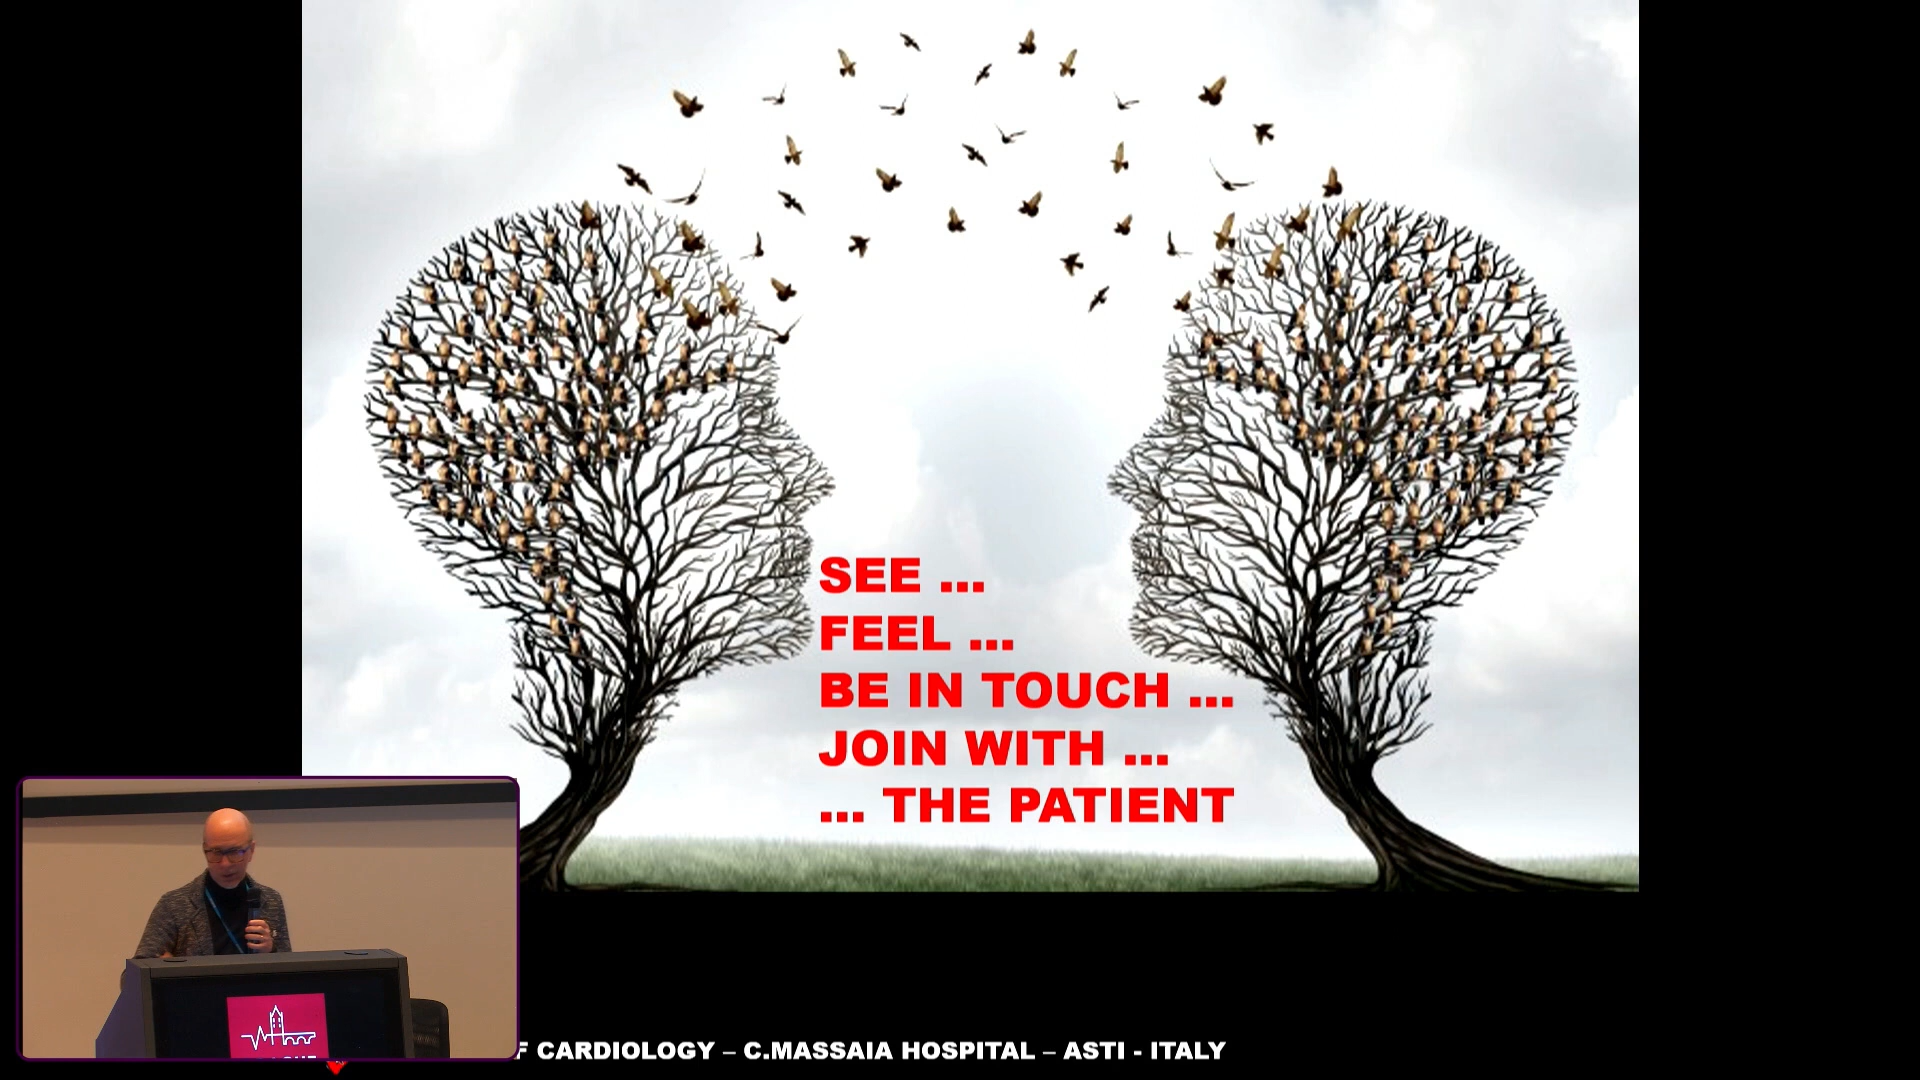 SEE ...
FEEL ...
BE IN TOUCH ...
JOIN WITH ...
... THE PATIENT
F CARDIOLOGY – C.MASSAIA HOSPITAL – ASTI - ITALY